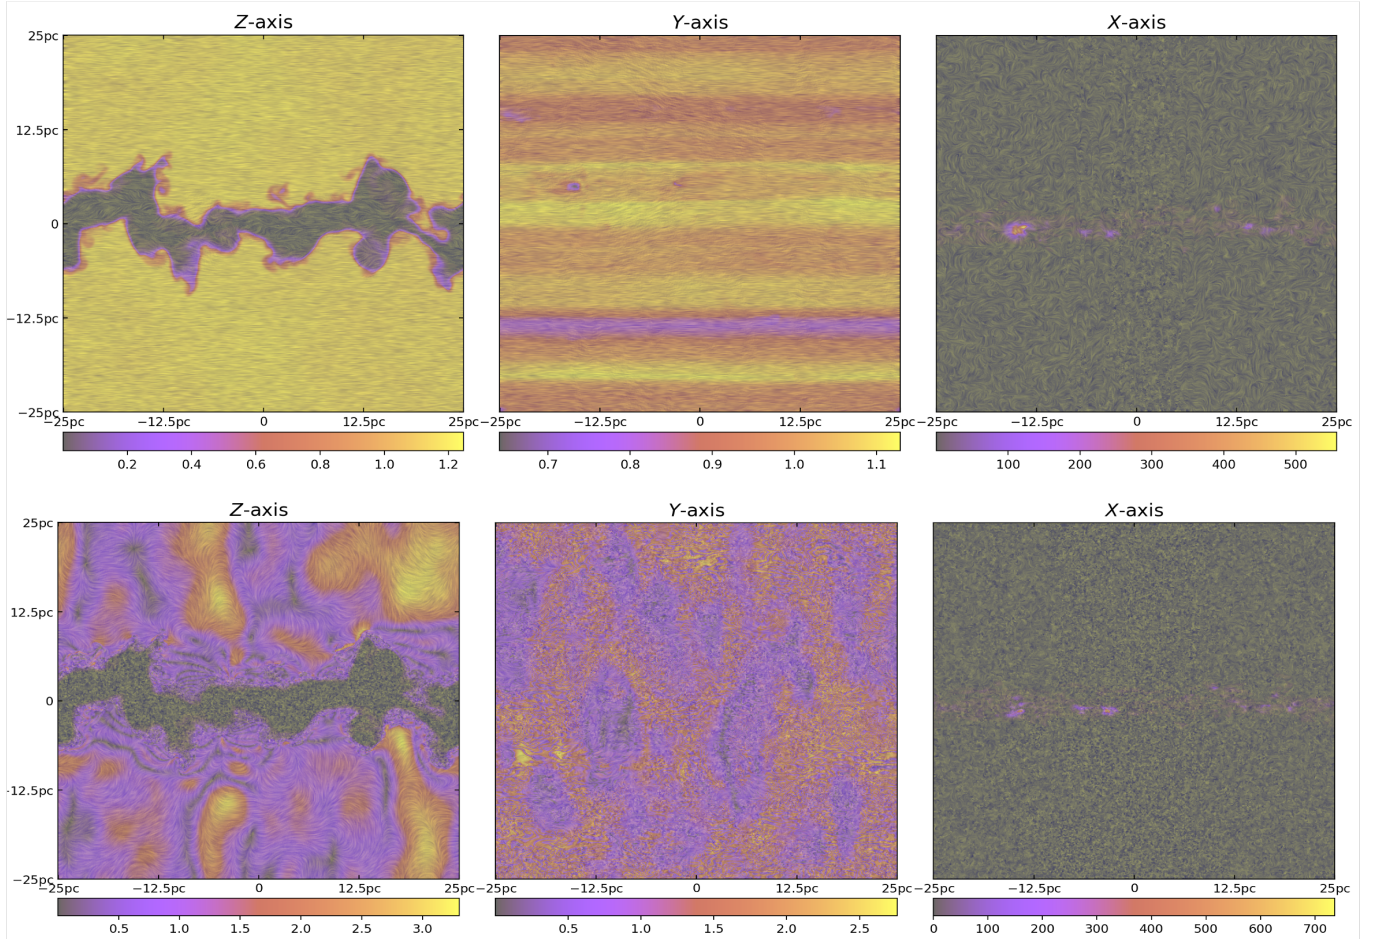 Z-axis Y-axis X-axis
25pc
12.5pc
0
−12.5pc
−25pc
−25pc −12.5pc 0 12.5pc 25pc −25pc −12.5pc 0 12.5pc 25pc −25pc −12.5pc 0 12.5pc 25pc
0.2 0.4 0.6 0.8 1.0 1.2 0.7 0.8 0.9 1.0 1.1 100 200 300 400 500
Z-axis Y-axis X-axis
25pc
12.5pc
0
-12.5pc
−25pc
−25pc −12.5pc 0 12.5pc 25pc −25pc −12.5pc 0 12.5pc 25pc −25pc −12.5pc 0 12.5pc 25pc
0.5 1.0 1.5 2.0 2.5 3.0 0.5 1.0 1.5 2.0 2.5 0 100 200 300 400 500 600 700